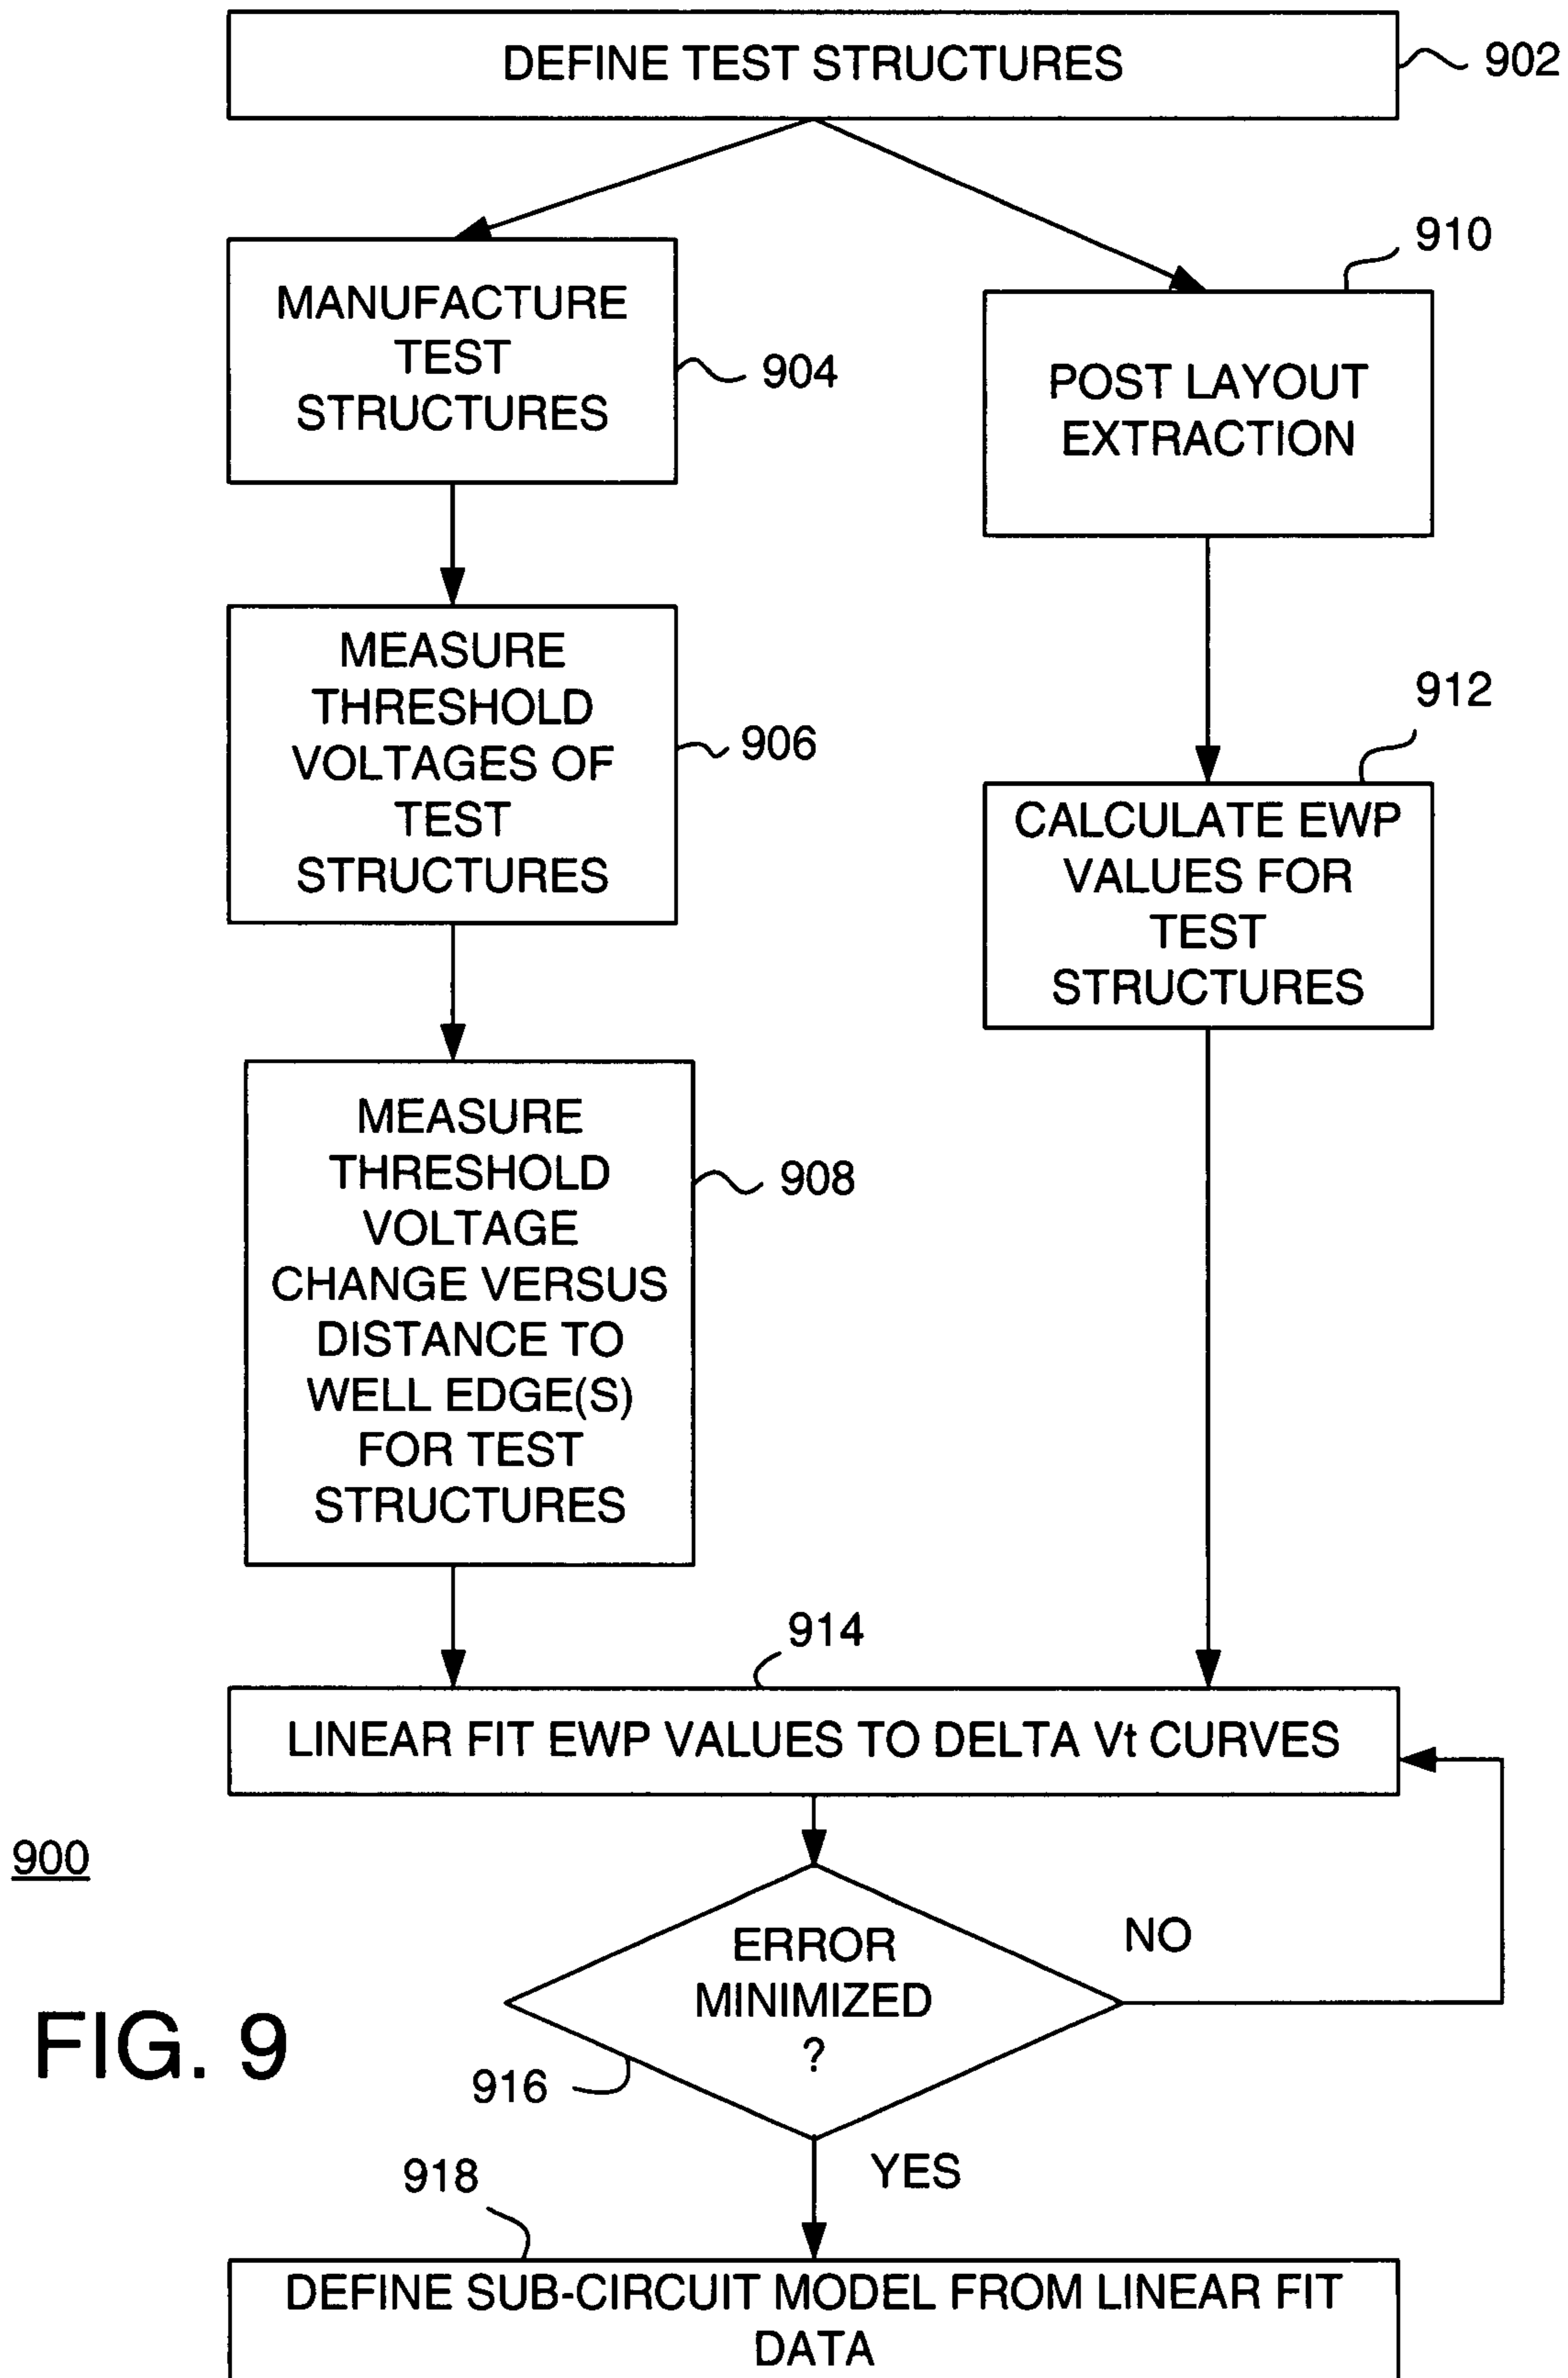 DEFINE TEST STRUCTURES
902
MANUFACTURE
TEST
STRUCTURES
904
910
POST LAYOUT
EXTRACTION
MEASURE
THRESHOLD
VOLTAGES OF
TEST
STRUCTURES
906
912
CALCULATE EWP
VALUES FOR
TEST
STRUCTURES
MEASURE
THRESHOLD
VOLTAGE
CHANGE VERSUS
DISTANCE TO
WELL EDGE(S)
FOR TEST
STRUCTURES
908
914
LINEAR FIT EWP VALUES TO DELTA Vt CURVES
900
ERROR
MINIMIZED
?
NO
FIG. 9
916
YES
918
DEFINE SUB-CIRCUIT MODEL FROM LINEAR FIT
DATA